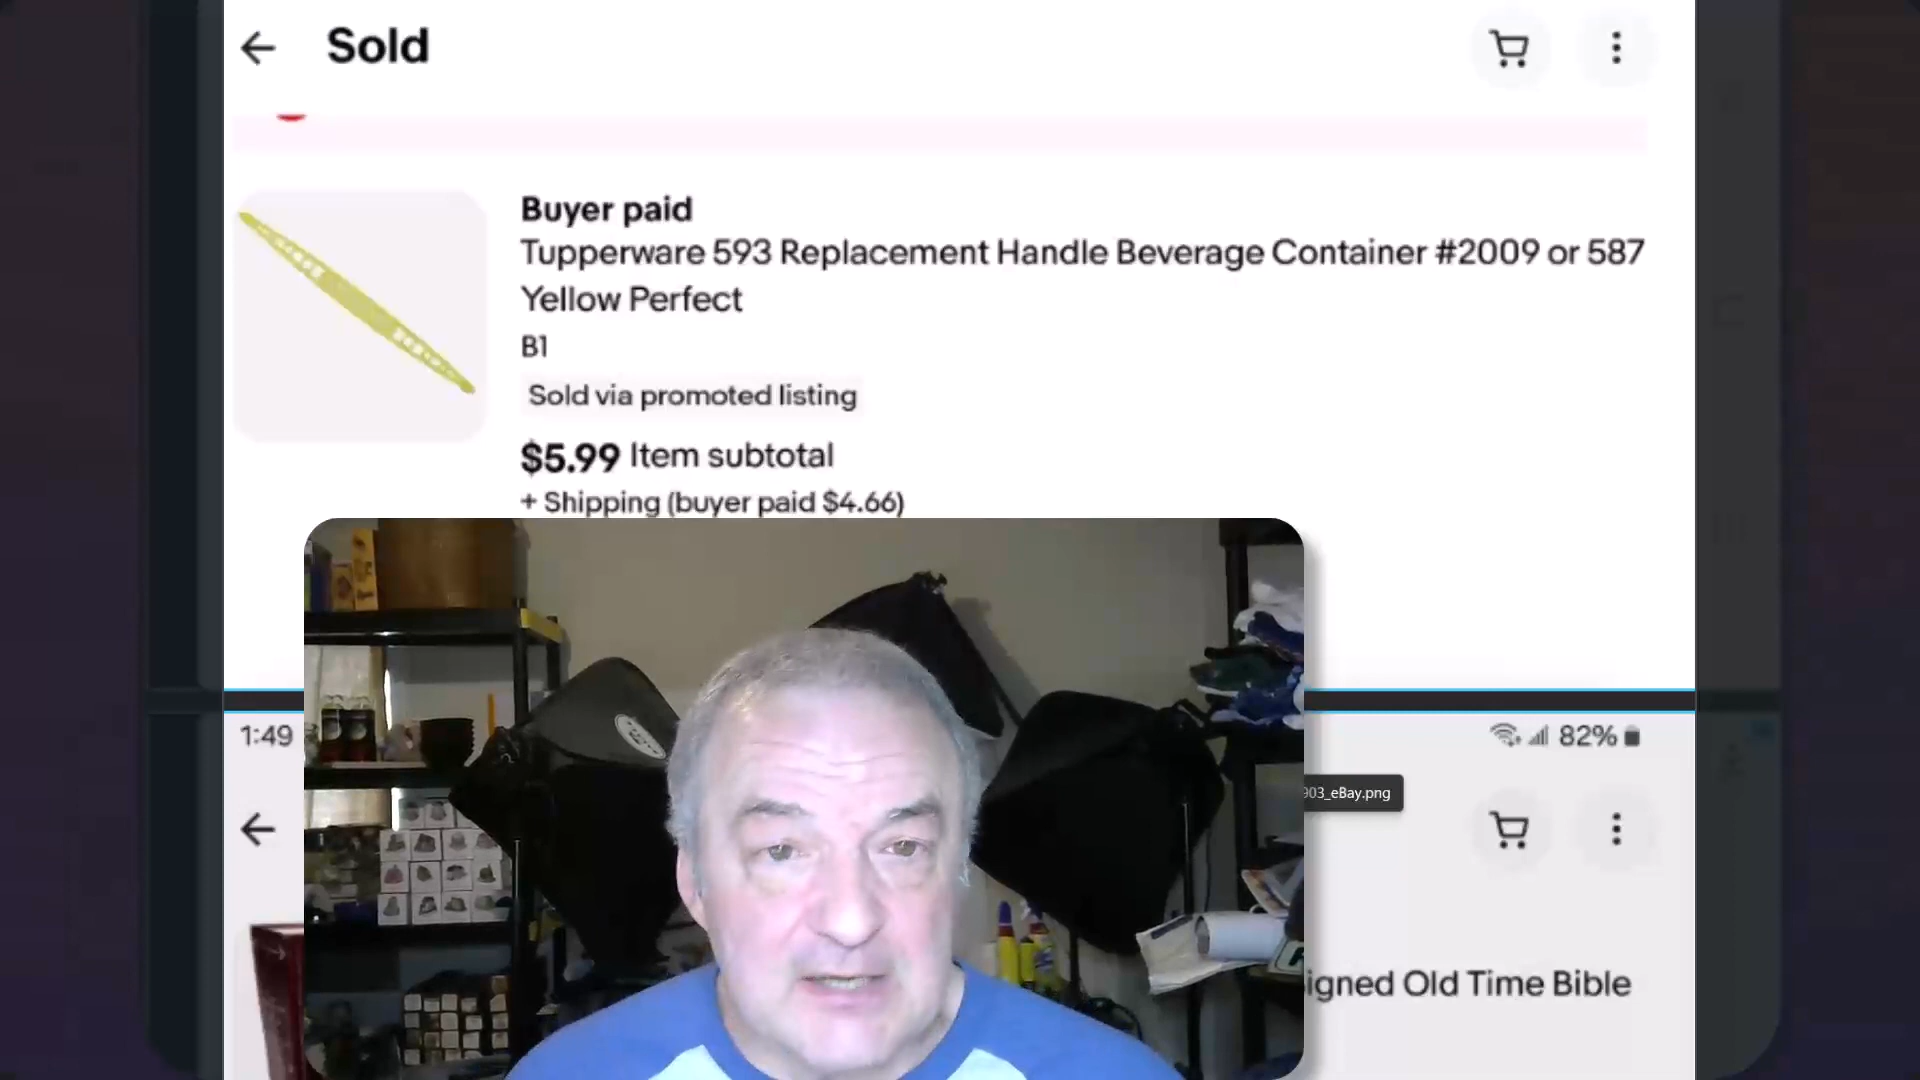 Sold
Buyer paid
Tupperware 593 Replacement Handle Beverage Container #2009 or 587
Yellow Perfect
B1
Sold via promoted listing
$5.99 Item subtotal
+ Shipping (buyer paid $4.66)
1:49
82%
903_eBay.png
igned Old Time Bible